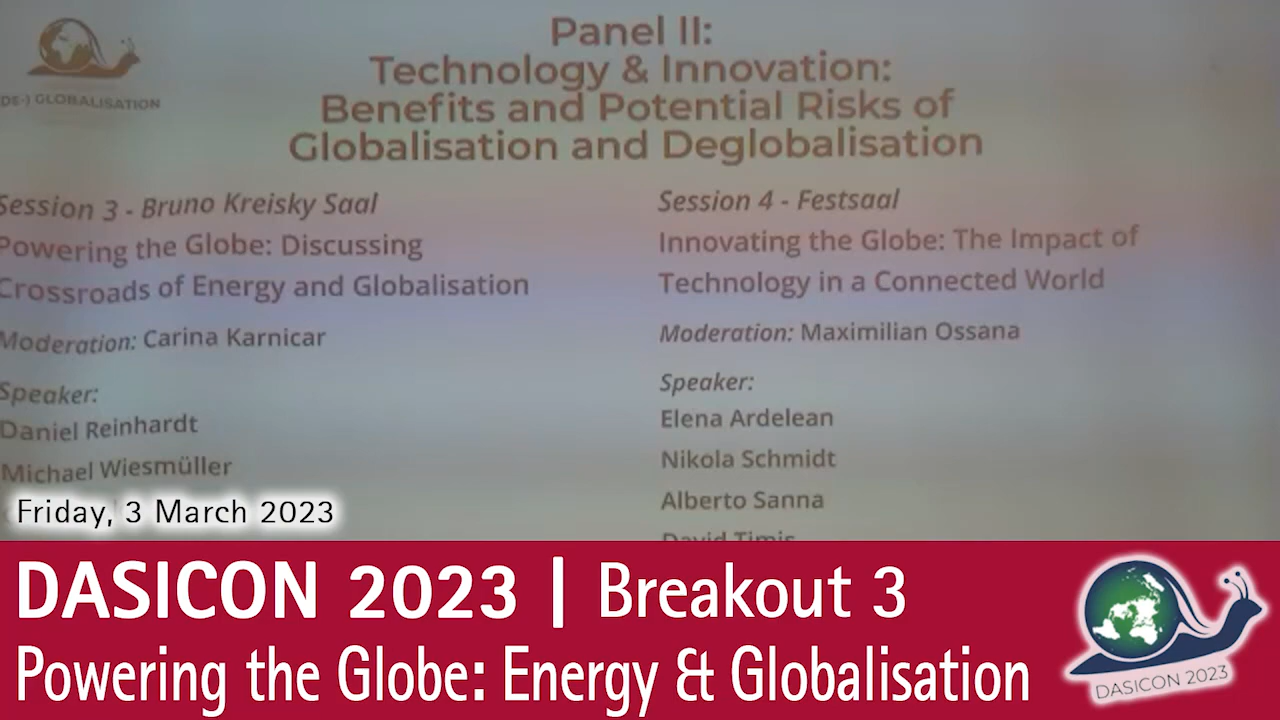 (DE-) GLOBALISATION
Panel II:
Technology & Innovation:
Benefits and Potential Risks of
Globalisation and Deglobalisation
Session 3 - Bruno Kreisky Saal
Powering the Globe: Discussing
Crossroads of Energy and Globalisation
Moderation: Carina Karnicar
Speaker:
Daniel Reinhardt
Michael Wiesmüller
Session 4 - Festsaal
Innovating the Globe: The Impact of
Technology in a Connected World
Moderation: Maximilian Ossana
Speaker:
Elena Ardelean
Nikola Schmidt
Alberto Sanna
David Timis
Friday, 3 March 2023
DASICON 2023 | Breakout 3
Powering the Globe: Energy & Globalisation
DASICON 2023